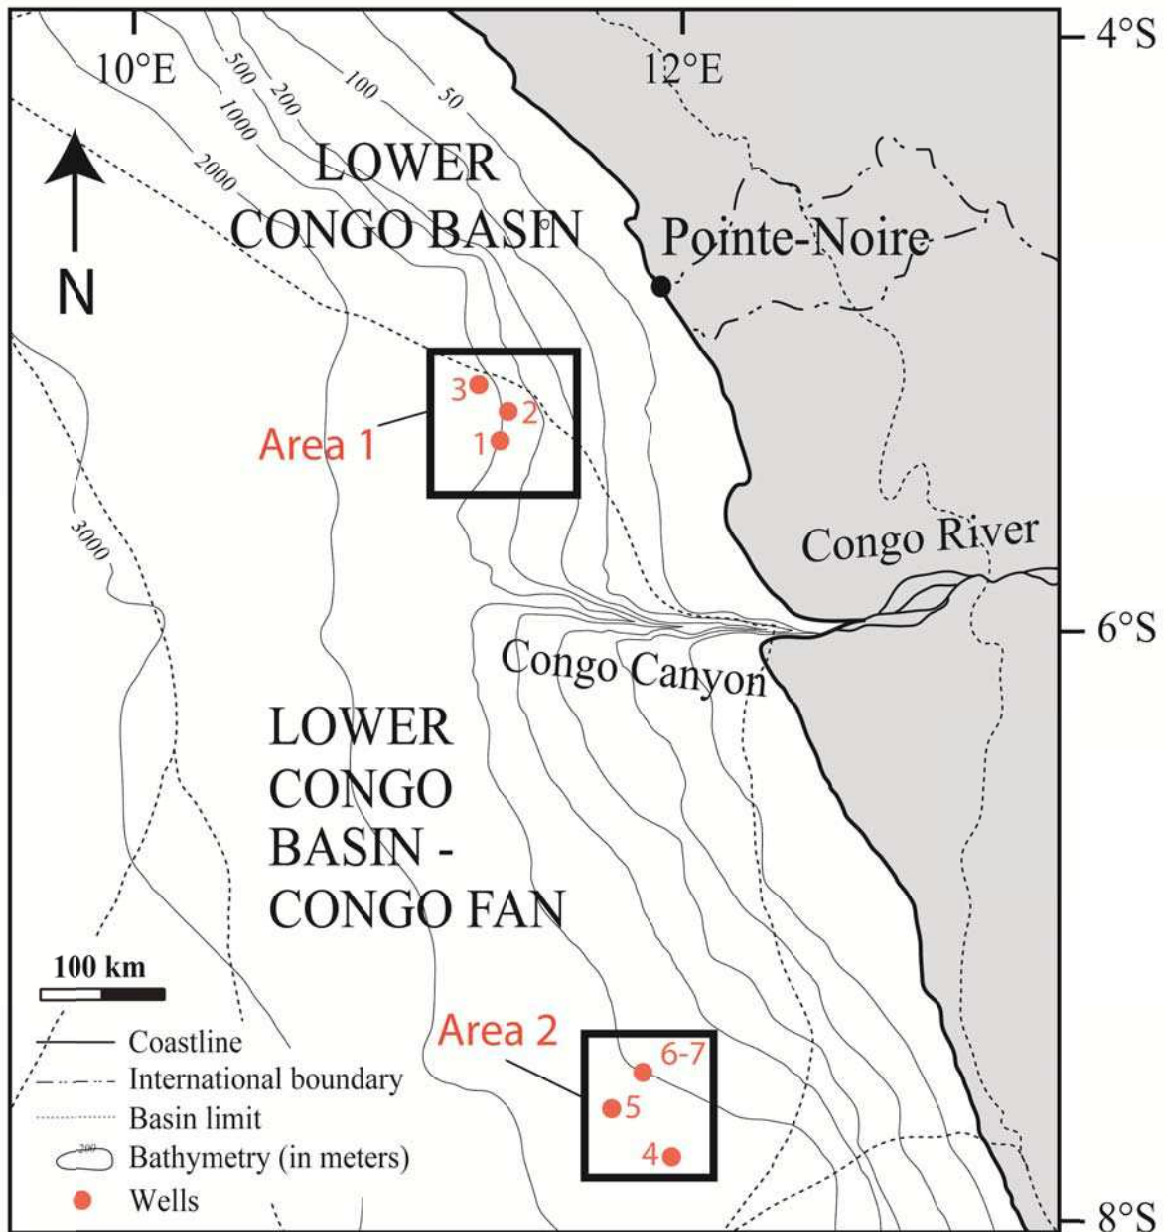 10°E
12°E
4°S
500
200
100
50
1000
2000
LOWER
CONGO BASIN
Pointe-Noire
N
3
2
1
Area 1
3000
Congo River
6°S
Congo Canyon
LOWER
CONGO
BASIN -
CONGO FAN
100 km
Area 2
6-7
5
4
Coastline
International boundary
Basin limit
200
Bathymetry (in meters)
Wells
8°S